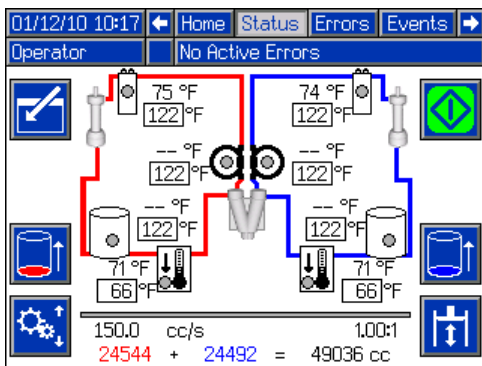 01/12/10 10:17 Home Status Errors Events
Operator No Active Errors
75 °F 74 °F
122 °F 122 °F
-- °F -- °F
122 °F 122 °F
-- °F -- °F
122 °F 122 °F
71 °F 71 °F
66 °F 66 °F
150.0 cc/s 1.00:1
24544 + 24492 = 49036 cc